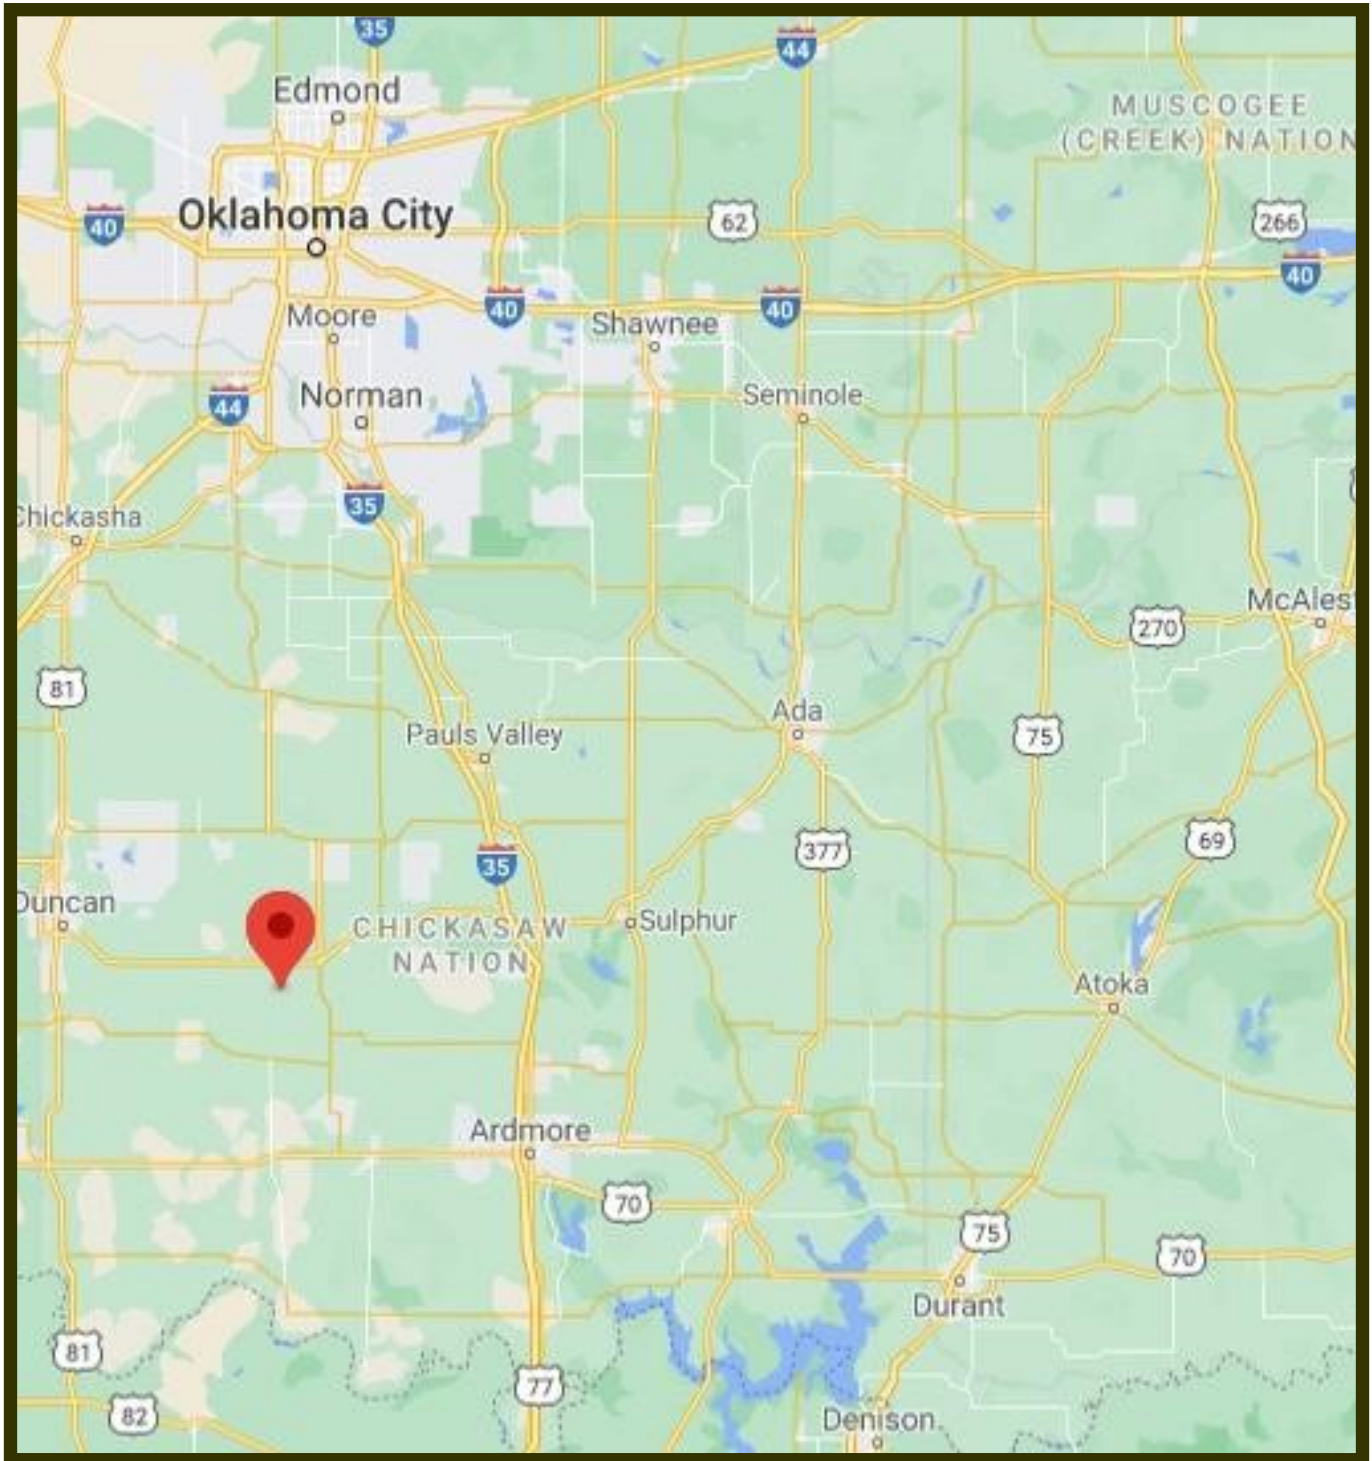 35
44
Edmond
MUSCOGEE
(CREEK) NATION
Oklahoma City
40
62
266
40
40
40
Moore
Shawnee
44
Norman
Seminole
35
Chickasha
McAles
270
81
Ada
Pauls Valley
75
377
69
35
Duncan
CHICKASAW
NATION
Sulphur
Atoka
Ardmore
70
75
70
Durant
81
77
82
Denison